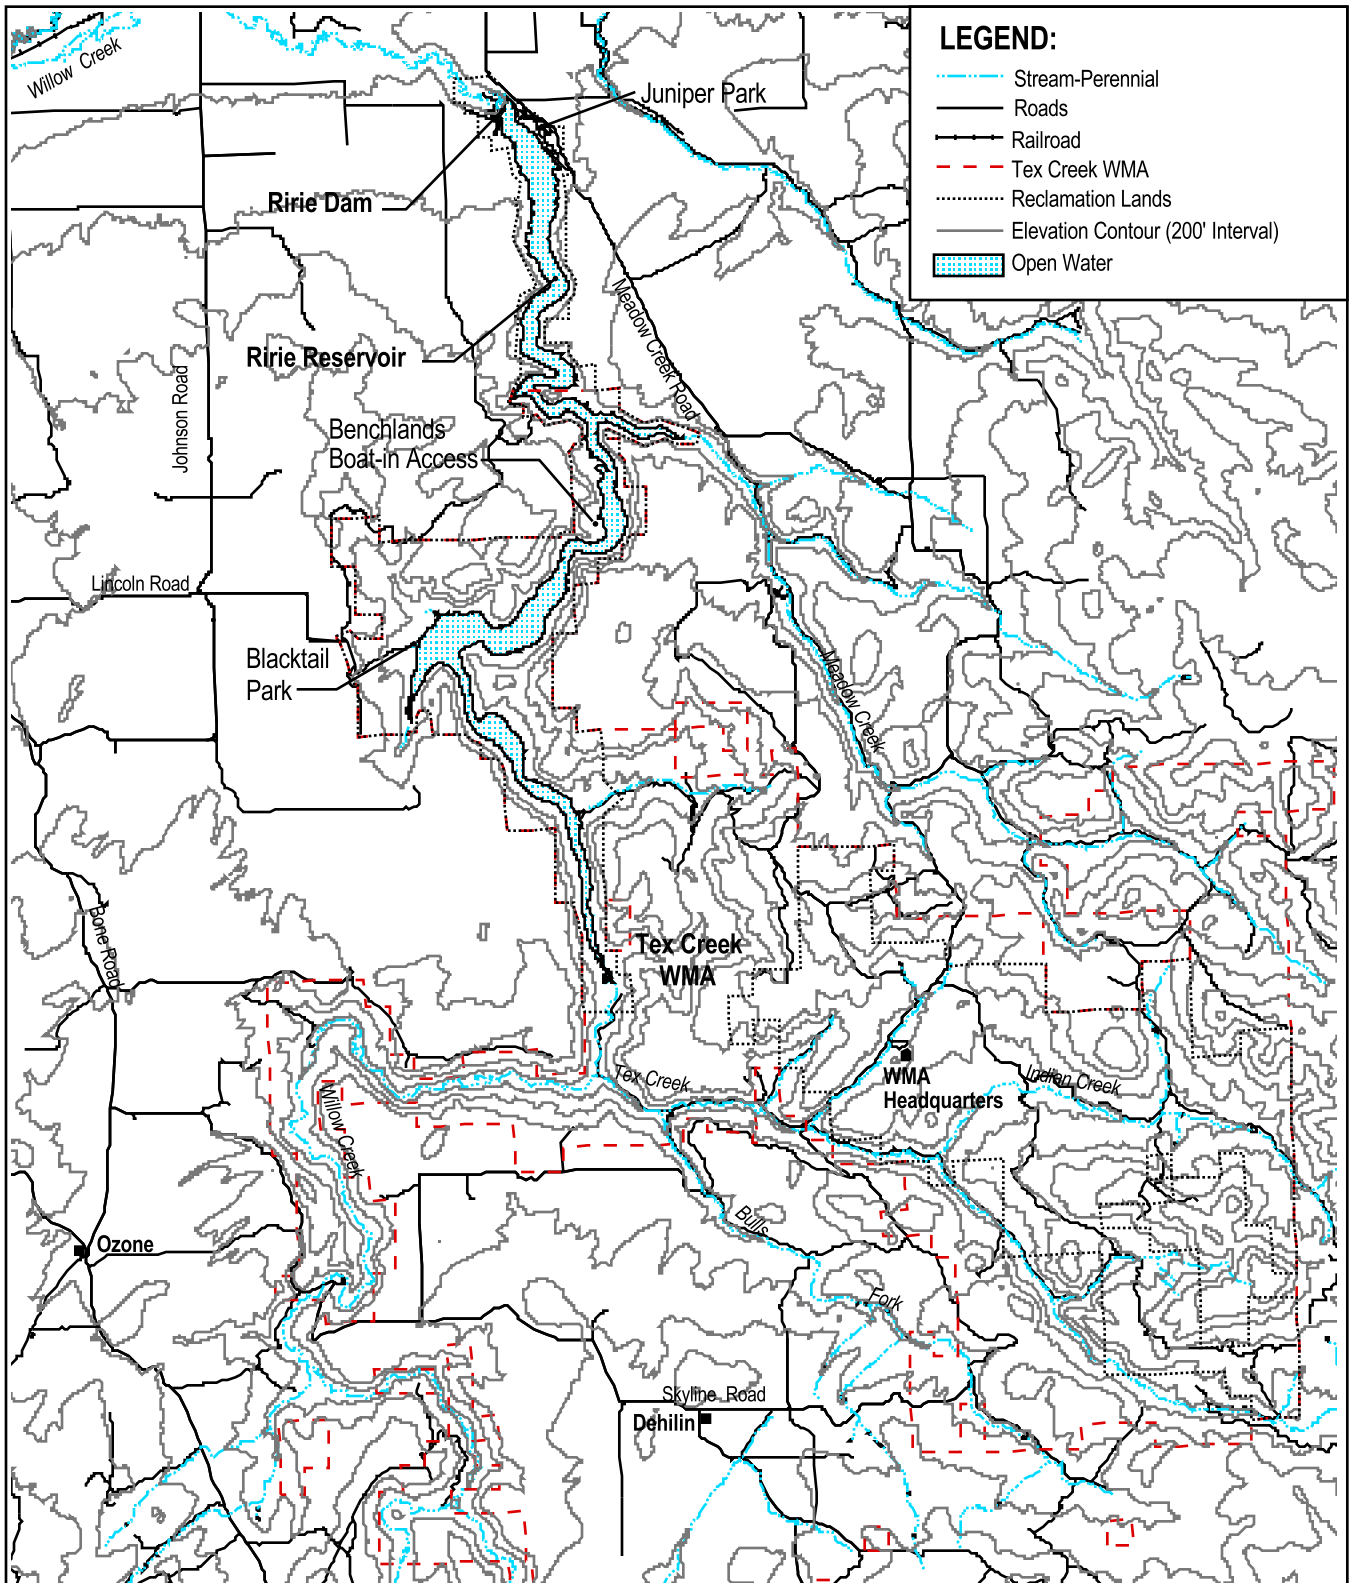 LEGEND:
Stream-Perennial
Roads
Railroad
Tex Creek WMA
Reclamation Lands
Elevation Contour (200' Interval)
Open Water
Willow Creek
Juniper Park
Ririe Dam
Meadow Creek Road
Ririe Reservoir
Johnson Road
Benchlands
Boat-in Access
Lincoln Road
Blacktail
Park
Meadow Creek
Bone Road
Tex Creek
WMA
Tex Creek
WMA
Headquarters
Indian Creek
Willow Creek
Bulls
Ozone
Fork
Skyline Road
Dehilin